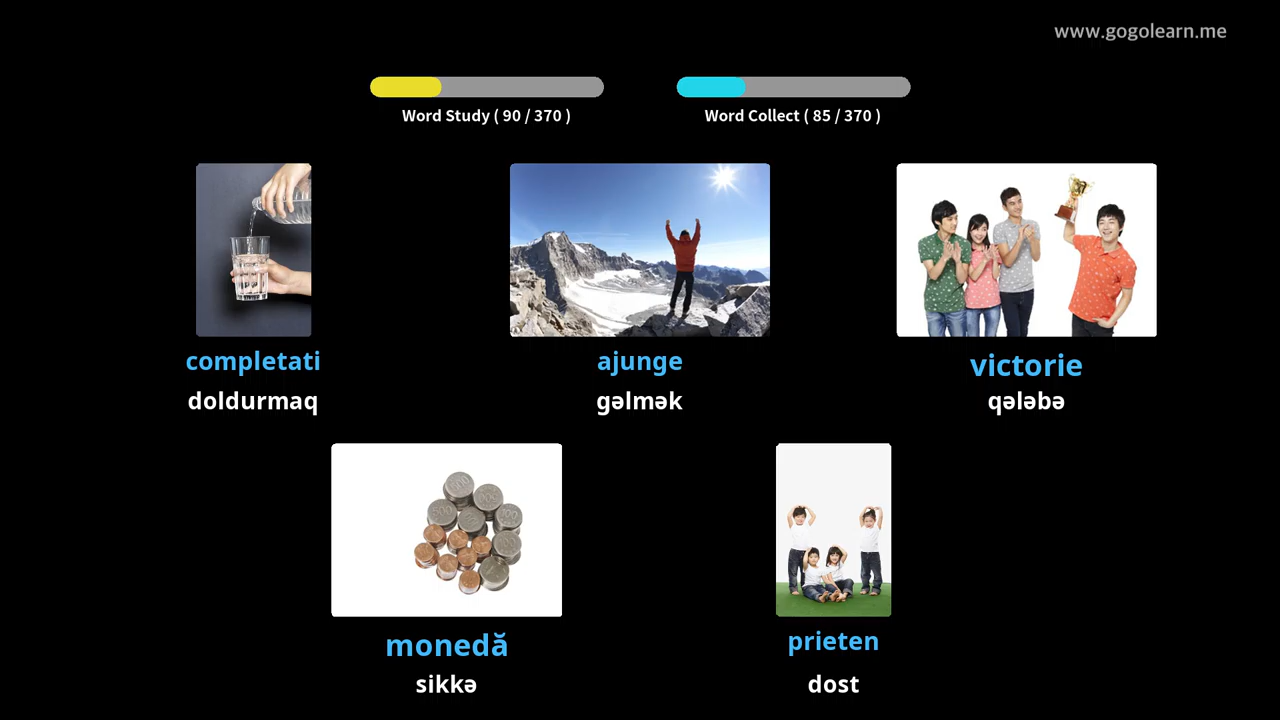 www.gogolearn.me
Word Study ( 90 / 370 )
Word Collect ( 85 / 370 )
completati
doldurmaq
ajunge
gəlmək
victorie
qələbə
monedă
sikkə
prieten
dost